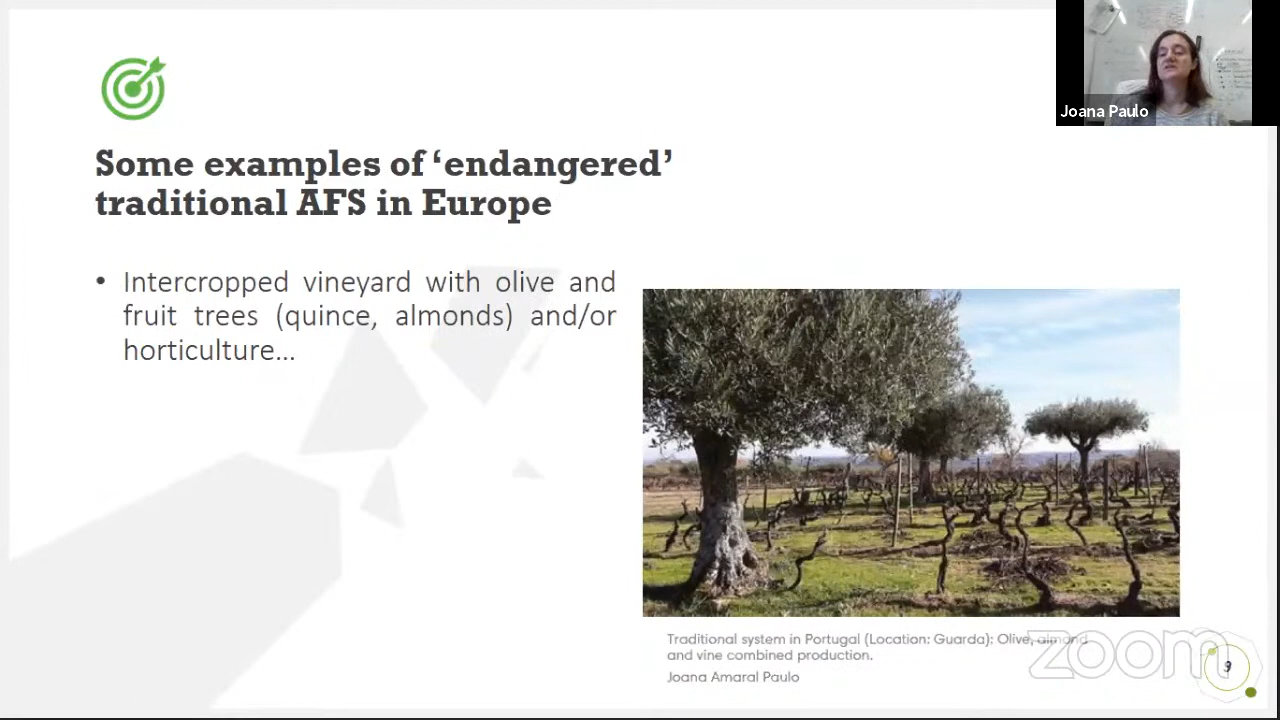 Joana Paulo
Some examples of ‘endangered’
traditional AFS in Europe
• Intercropped vineyard with olive and
fruit trees (quince, almonds) and/or
horticulture...
Traditional system in Portugal (Location: Guarda): Olive, almond
and vine combined production.
Joana Amaral Paulo
zoom
9